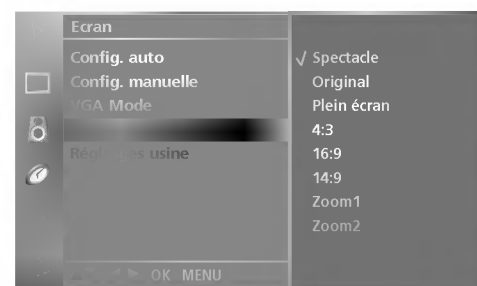 Ecran
Config. auto
Config. manuelle
VGA Mode
Réglages usine
OK MENU
✓ Spectacle
Original
Plein écran
4:3
16:9
14:9
Zoom1
Zoom2